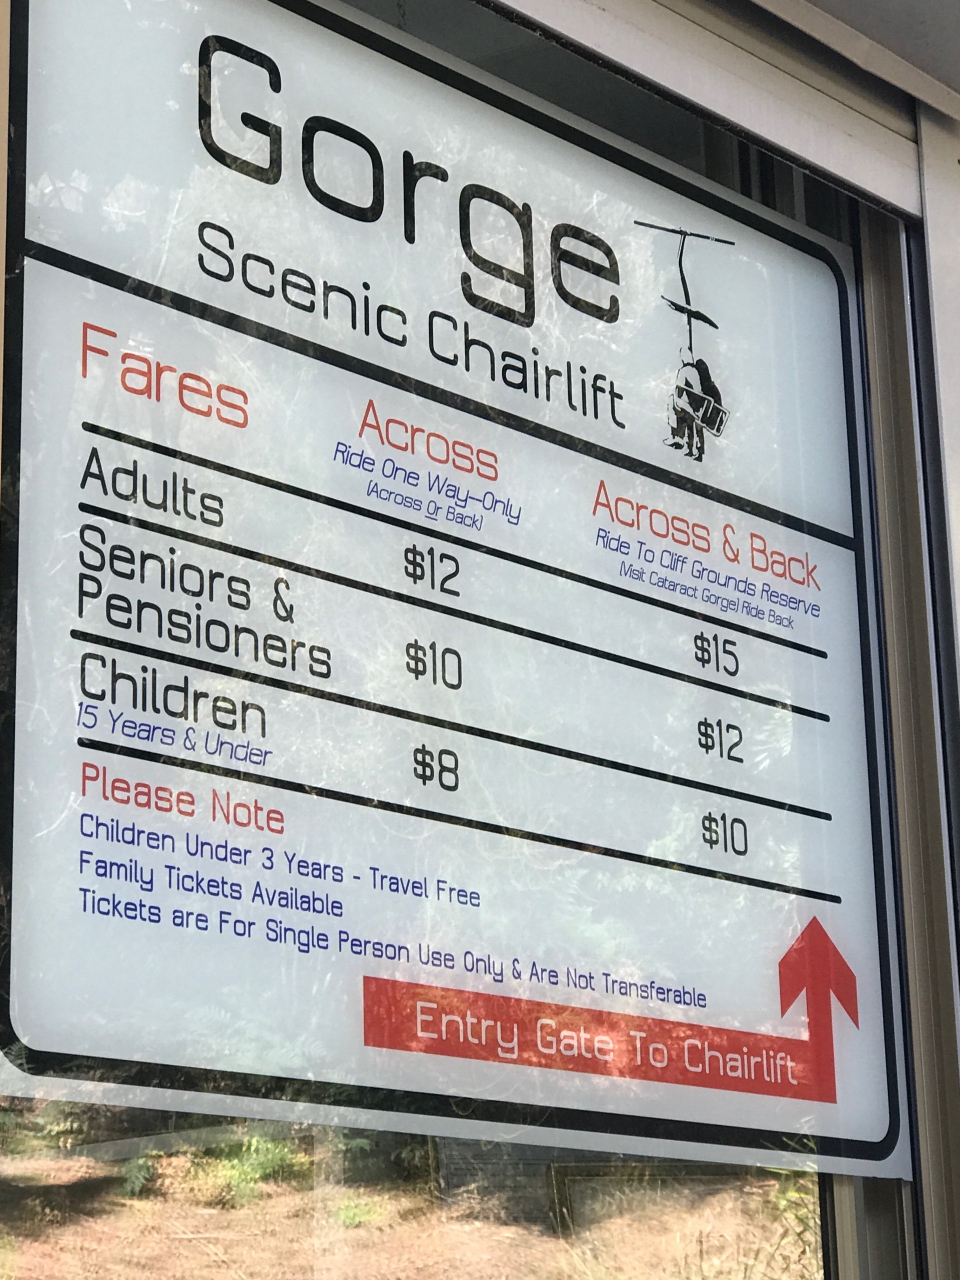 Gorge
Scenic Chairlift
Fares
Across
Ride One Way-Only
(Across Or Back)
Across & Back
Ride To Cliff Grounds Reserve
(Visit Cataract Gorge) Ride Back
Adults $12 $15
Seniors &
Pensioners $10 $12
Children $8 $10
15 Years & Under
Please Note
Children Under 3 Years - Travel Free
Family Tickets Available
Tickets are For Single Person Use Only & Are Not Transferable
Entry Gate To Chairlift